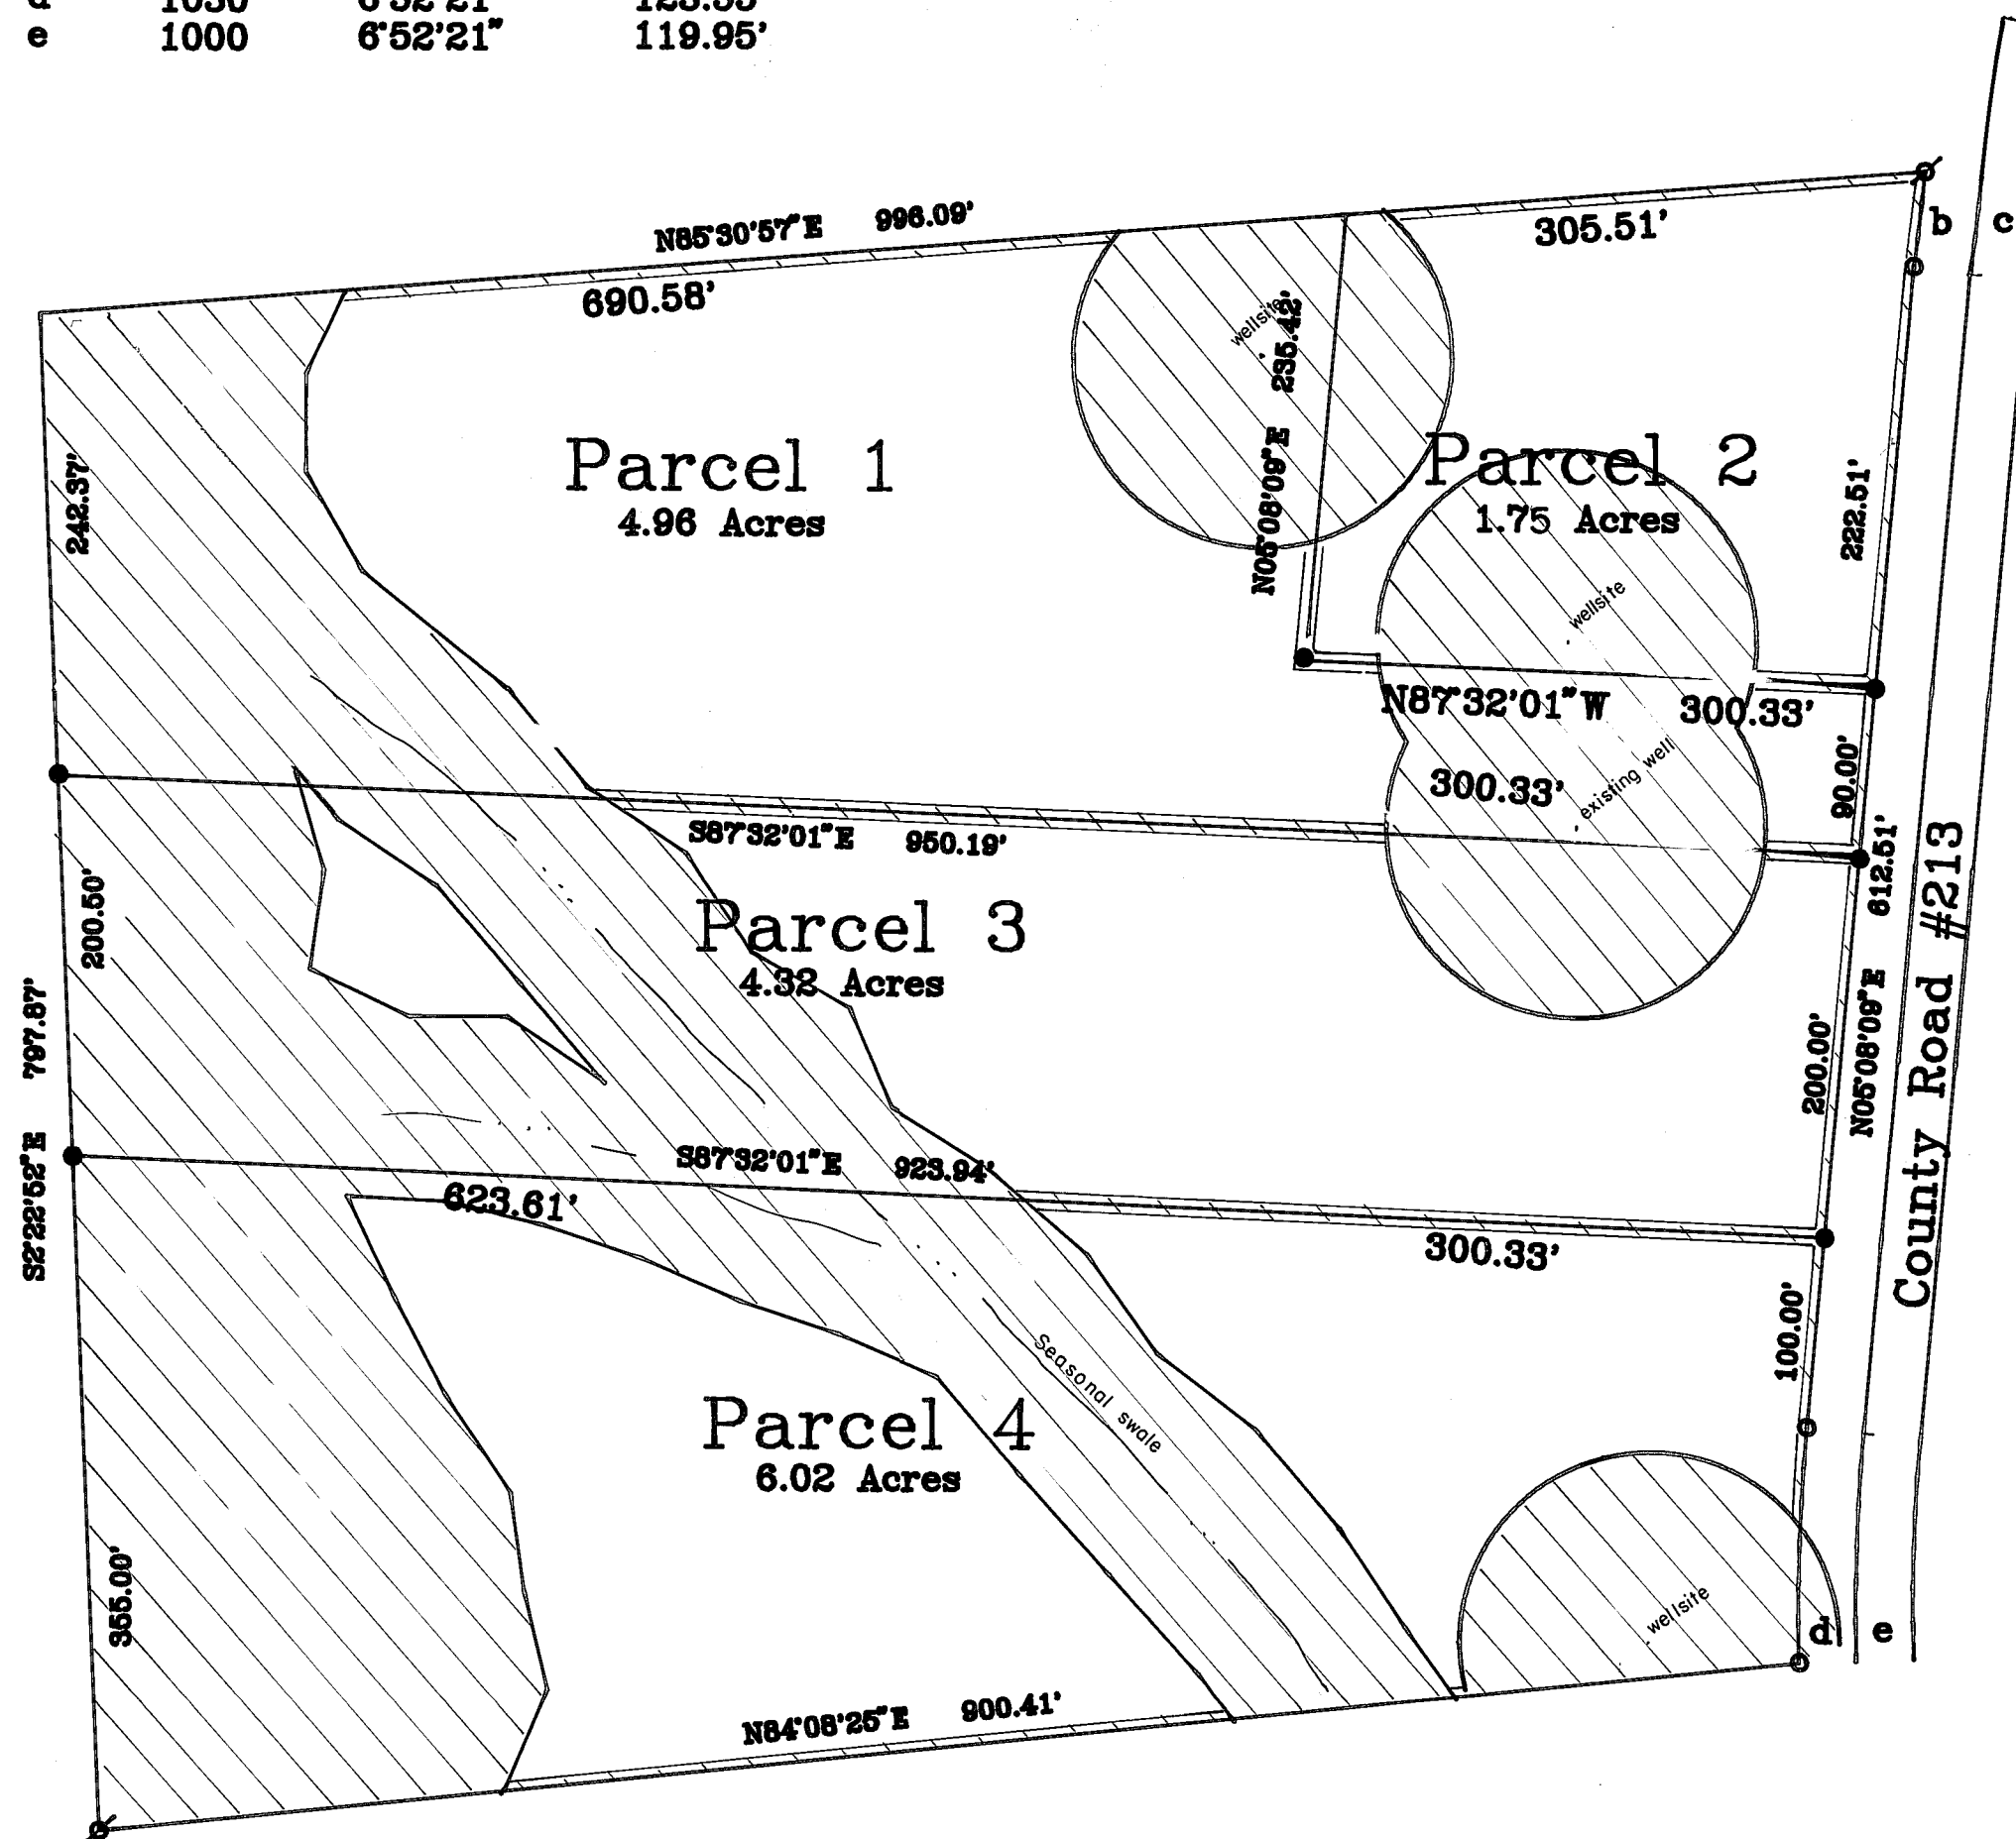 e 1000 6°52'21" 119.95'
N85°30'57"E 996.09'
690.58'
305.51'
b c
wellsite
235.42'
N05°08'09"E
242.37'
Parcel 1
4.96 Acres
Parcel 2
1.75 Acres
222.51'
wellsite
N87°32'01"W 300.33'
90.00'
existing well
300.33'
S87°32'01"E 950.19'
612.51'
200.50'
Parcel 3
4.32 Acres
County Road #213
N05°08'09"E
200.00'
S2°22'52"E 797.87'
S87°32'01"E 923.94'
623.61'
300.33'
100.00'
Seasonal swale
Parcel 4
6.02 Acres
355.00'
wellsite
d e
N84°08'25"E 900.41'